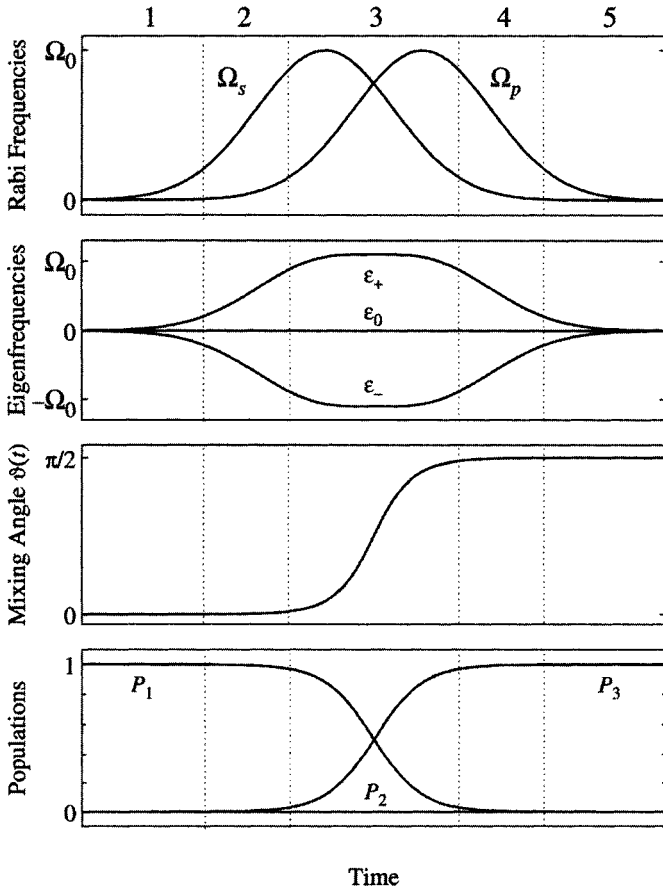 1 2 3 4 5
Rabi Frequencies
Ω₀
0
Ωₛ
Ωₚ
Eigenfrequencies
Ω₀
0
−Ω₀
ε₊
ε₀
ε₋
Mixing Angle ϑ(t)
π/2
0
Populations
1
0
P₁
P₂
P₃
Time